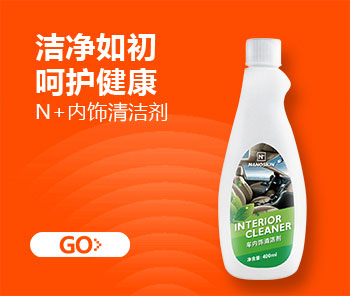 洁净如初
呵护健康
N+内饰清洁剂
GO
N+
NANOSKIN
INTERIOR
CLEANER
车内饰清洁剂
净含量: 400ml